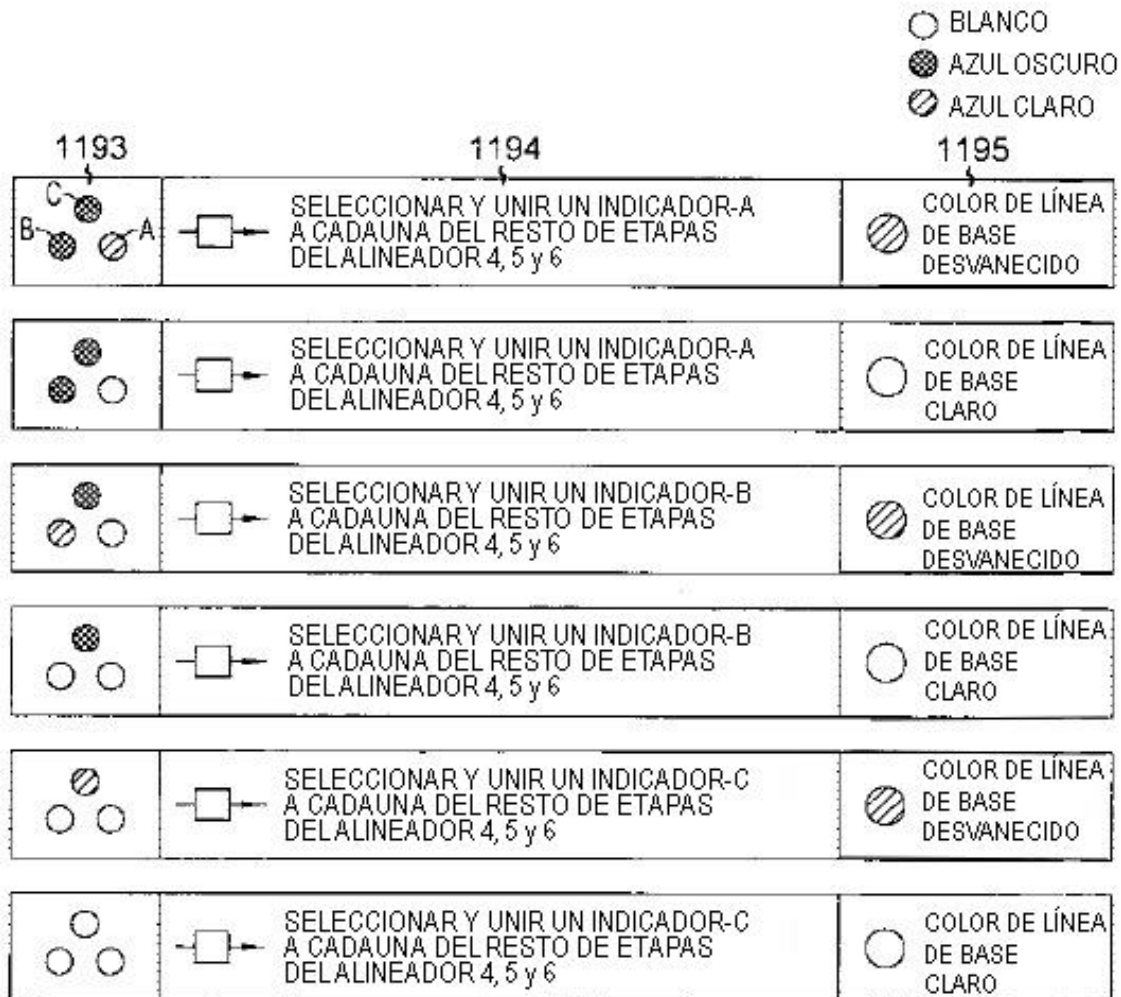 BLANCO
AZUL OSCURO
AZUL CLARO
1193
1194
1195
C
B
A
SELECCIONAR Y UNIR UN INDICADOR-A
A CADAUNA DEL RESTO DE ETAPAS
DELALINEADOR 4, 5 y 6
COLOR DE LÍNEA
DE BASE
DESVANECIDO
SELECCIONAR Y UNIR UN INDICADOR-A
A CADAUNA DEL RESTO DE ETAPAS
DELALINEADOR 4, 5 y 6
COLOR DE LÍNEA
DE BASE
CLARO
SELECCIONAR Y UNIR UN INDICADOR-B
A CADAUNA DEL RESTO DE ETAPAS
DELALINEADOR 4, 5 y 6
COLOR DE LÍNEA
DE BASE
DESVANECIDO
SELECCIONAR Y UNIR UN INDICADOR-B
A CADAUNA DEL RESTO DE ETAPAS
DELALINEADOR 4, 5 y 6
COLOR DE LÍNEA
DE BASE
CLARO
SELECCIONAR Y UNIR UN INDICADOR-C
A CADAUNA DEL RESTO DE ETAPAS
DELALINEADOR 4, 5 y 6
COLOR DE LÍNEA
DE BASE
DESVANECIDO
SELECCIONAR Y UNIR UN INDICADOR-C
A CADAUNA DEL RESTO DE ETAPAS
DELALINEADOR 4, 5 y 6
COLOR DE LÍNEA
DE BASE
CLARO